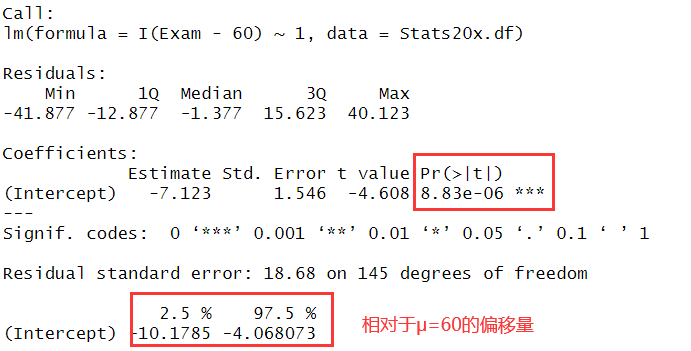 Call:
lm(formula = I(Exam - 60) ~ 1, data = Stats20x.df)
Residuals:
Min 1Q Median 3Q Max
-41.877 -12.877 -1.377 15.623 40.123
Coefficients:
Estimate Std. Error t value Pr(>|t|)
(Intercept) -7.123 1.546 -4.608 8.83e-06 ***
---
Signif. codes: 0 ‘***’ 0.001 ‘**’ 0.01 ‘*’ 0.05 ‘.’ 0.1 ‘ ’ 1
Residual standard error: 18.68 on 145 degrees of freedom
2.5 % 97.5 %
(Intercept) -10.1785 -4.068073 相对于μ=60的偏移量